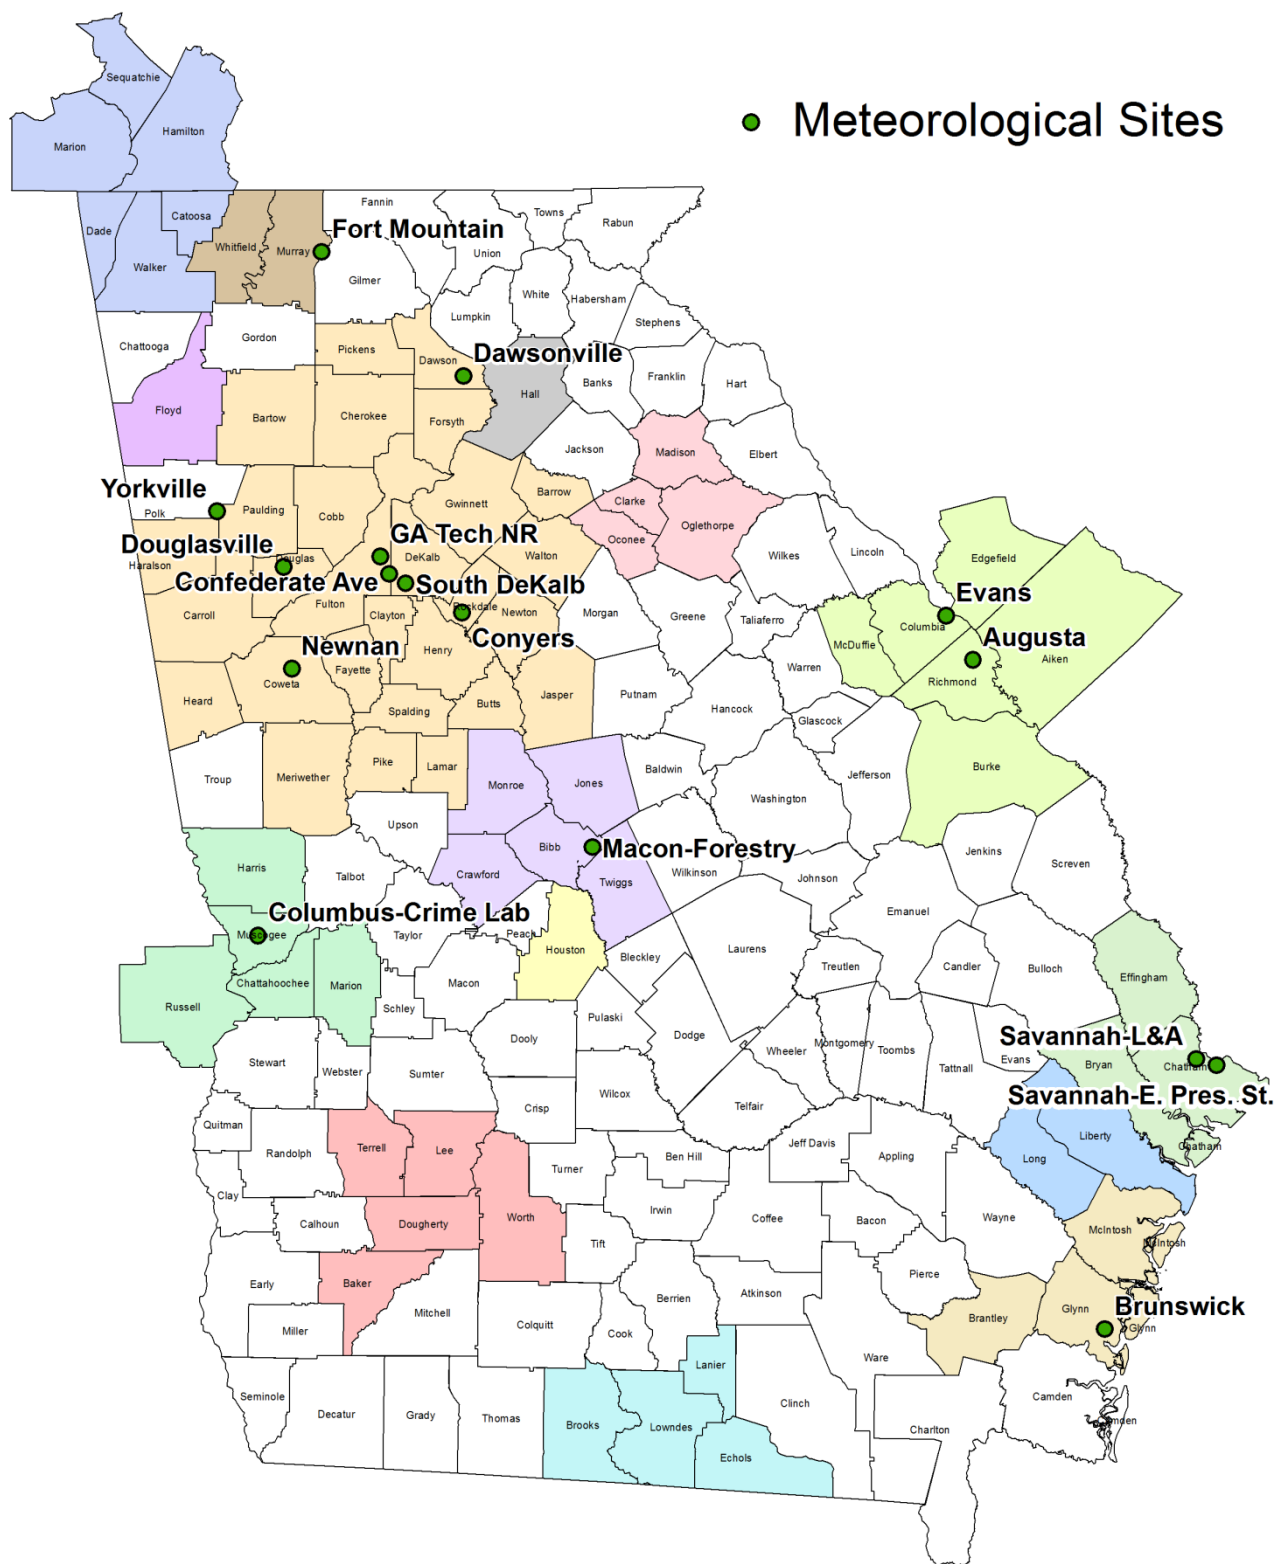 Meteorological Sites
Sequatchie
Marion
Hamilton
Dade
Catoosa
Walker
Whitfield
Murray
Fort Mountain
Fannin
Towns
Rabun
Union
Gilmer
White
Habersham
Lumpkin
Stephens
Chattooga
Gordon
Pickens
Dawson
Dawsonville
Hall
Banks
Franklin
Hart
Floyd
Bartow
Cherokee
Forsyth
Jackson
Madison
Elbert
Yorkville
Polk
Paulding
Cobb
Gwinnett
Barrow
Clarke
Oglethorpe
Oconee
Wilkes
Lincoln
Edgefield
Douglasville
Haralson
Douglas
GA Tech NR
DeKalb
Walton
Confederate Ave
South DeKalb
Fulton
Carroll
Clayton
Rockdale
Newton
Morgan
Greene
Taliaferro
Evans
Columbia
McDuffie
Augusta
Aiken
Richmond
Newnan
Conyers
Henry
Fayette
Coweta
Heard
Spalding
Butts
Jasper
Putnam
Hancock
Warren
Glascock
Troup
Meriwether
Pike
Lamar
Monroe
Jones
Baldwin
Washington
Jefferson
Burke
Upson
Bibb
Macon-Forestry
Jenkins
Screven
Harris
Talbot
Crawford
Twiggs
Wilkinson
Johnson
Emanuel
Columbus-Crime Lab
Muscogee
Taylor
Peach
Houston
Bleckley
Laurens
Treutlen
Candler
Bulloch
Effingham
Russell
Chattahoochee
Marion
Macon
Schley
Pulaski
Dooly
Dodge
Wheeler
Montgomery
Toombs
Tattnall
Evans
Savannah-L&A
Bryan
Chatham
Stewart
Webster
Sumter
Wilcox
Crisp
Telfair
Savannah-E. Pres. St.
Quitman
Randolph
Terrell
Lee
Turner
Ben Hill
Jeff Davis
Appling
Long
Liberty
Chatham
Clay
Calhoun
Dougherty
Worth
Irwin
Tift
Coffee
Bacon
Wayne
McIntosh
McIntosh
Early
Baker
Mitchell
Miller
Colquitt
Cook
Berrien
Atkinson
Pierce
Brantley
Glynn
Brunswick
Glynn
Ware
Lanier
Seminole
Decatur
Grady
Thomas
Brooks
Lowndes
Echols
Clinch
Charlton
Camden
Camden